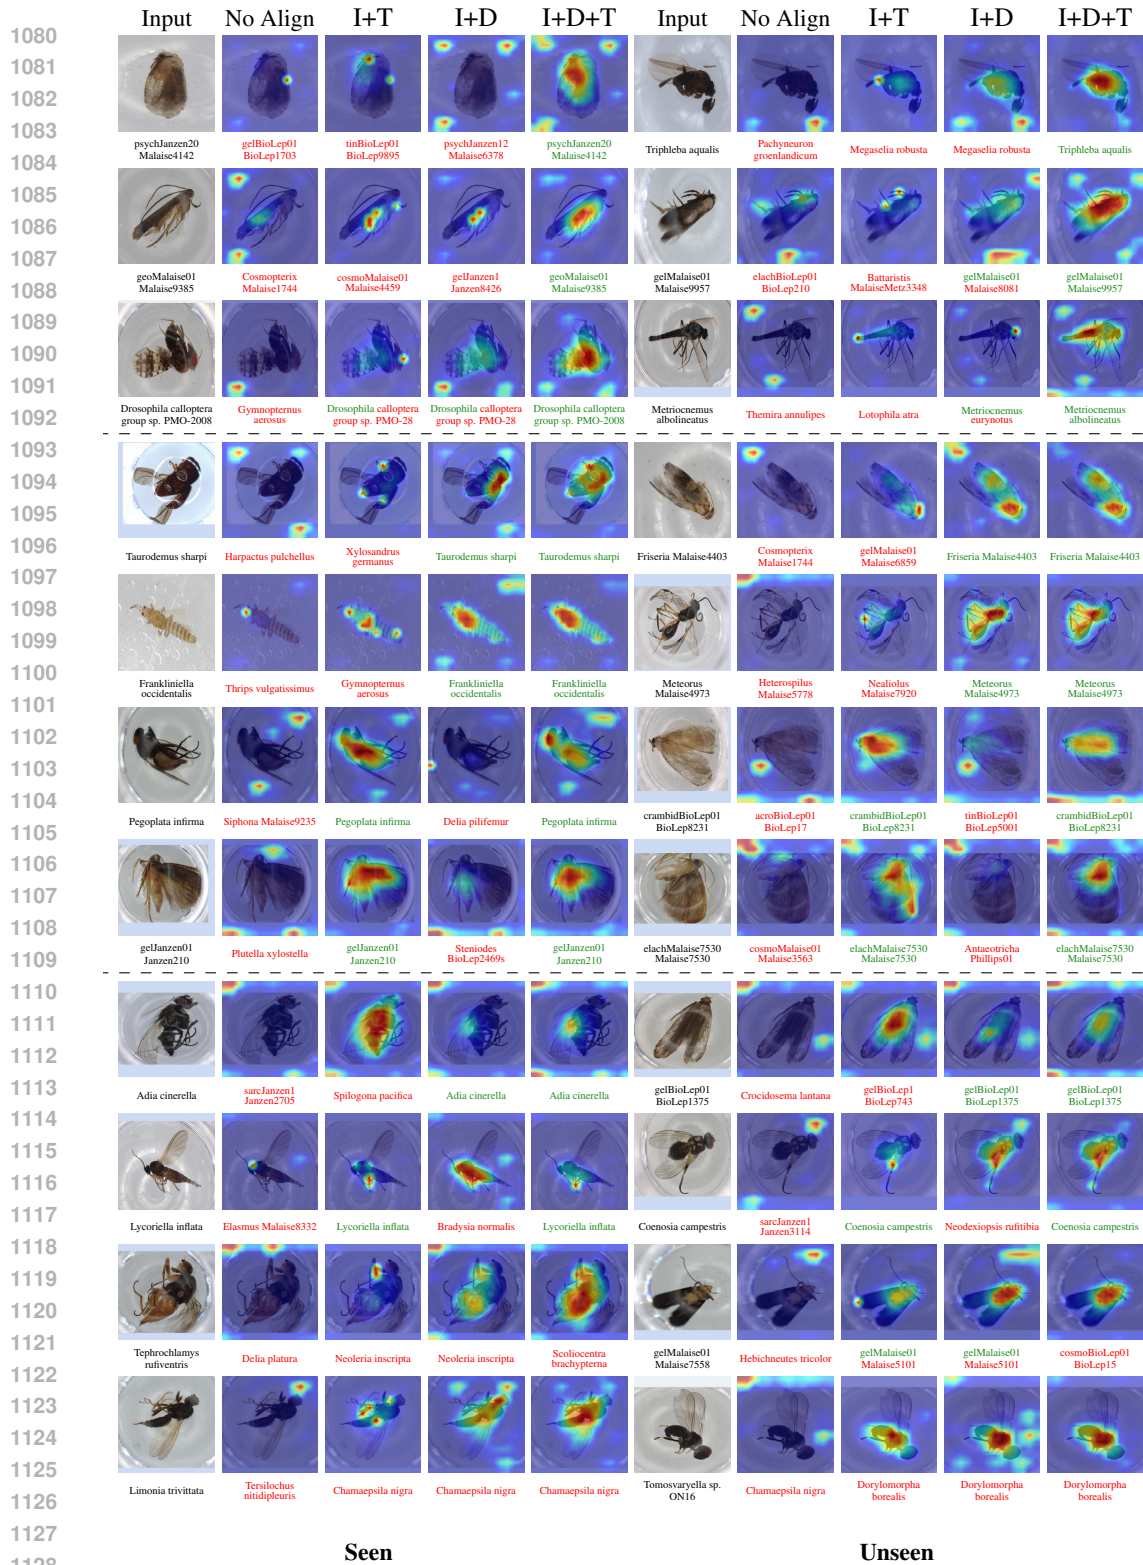 Input No Align I+T I+D I+D+T Input No Align I+T I+D I+D+T
1080
1081
1082
1083
psychJanzen20 gelBioLep01 tinBioLep01 psychJanzen12 psychJanzen20 Triphleba aqualis Pachyneuron Megaselia robusta Megaselia robusta Triphleba aqualis
Malaise4142 BioLep1703 BioLep9895 Malaise6378 Malaise4142 groenlandicum
1084
1085
1086
1087
geoMalaise01 Cosmopterix cosmoMalaise01 gelJanzen1 geoMalaise01 gelMalaise01 elachBioLep01 Battaristis gelMalaise01 gelMalaise01
Malaise9385 Malaise1744 Malaise4459 Janzen8426 Malaise9385 Malaise9957 BioLep210 MalaiseMetz3348 Malaise8081 Malaise9957
1088
1089
1090
1091
1092
Drosophila calloptera Gymnopternus Drosophila calloptera Drosophila calloptera Drosophila calloptera Metriocnemus Themira annulipes Lotophila atra Metriocnemus Metriocnemus
group sp. PMO-2008 aerosus group sp. PMO-28 group sp. PMO-28 group sp. PMO-2008 albolineatus eurynotus albolineatus
1093
1094
1095
1096
Taurodemus sharpi Harpactus pulchellus Xylosandrus Taurodemus sharpi Taurodemus sharpi Friseria Malaise4403 Cosmopterix gelMalaise01 Friseria Malaise4403 Friseria Malaise4403
germanus Malaise1744 Malaise6859
1097
1098
1099
1100
Frankliniella Thrips vulgatissimus Gymnopternus Frankliniella Frankliniella Meteorus Heterospilus Nealiolus Meteorus Meteorus
occidentalis aerosus occidentalis occidentalis Malaise4973 Malaise5778 Malaise7920 Malaise4973 Malaise4973
1101
1102
1103
1104
Pegoplata infirma Siphona Malaise9235 Pegoplata infirma Delia pilifemur Pegoplata infirma crambidBioLep01 acroBioLep01 crambidBioLep01 tinBioLep01 crambidBioLep01
BioLep8231 BioLep17 BioLep8231 BioLep5001 BioLep8231
1105
1106
1107
1108
1109
gelJanzen01 Plutella xylostella gelJanzen01 Steniodes gelJanzen01 elachMalaise7530 cosmoMalaise01 elachMalaise7530 Antaeotricha elachMalaise7530
Janzen210 Janzen210 BioLep2469s Janzen210 Malaise7530 Malaise3563 Malaise7530 Phillips01 Malaise7530
1110
1111
1112
1113
Adia cinerella sarcJanzen1 Spilogona pacifica Adia cinerella Adia cinerella gelBioLep01 Crocidosema lantana gelBioLep1 gelBioLep01 gelBioLep01
Janzen2705 BioLep1375 BioLep743 BioLep1375 BioLep1375
1114
1115
1116
1117
Lycoriella inflata Elasmus Malaise8332 Lycoriella inflata Bradysia normalis Lycoriella inflata Coenosia campestris sarcJanzen1 Coenosia campestris Neodexiopsis rufitibia Coenosia campestris
Janzen3114
1118
1119
1120
1121
Tephrochlamys Delia platura Neoleria inscripta Neoleria inscripta Scoliocentra gelMalaise01 Hebichneutes tricolor gelMalaise01 gelMalaise01 cosmoBioLep01
rufiventris brachypterna Malaise7558 Malaise5101 Malaise5101 BioLep15
1122
1123
1124
1125
1126
Limonia trivittata Tersilochus Chamaepsila nigra Chamaepsila nigra Chamaepsila nigra Tomosvaryella sp. Chamaepsila nigra Dorylomorpha Dorylomorpha Dorylomorpha
nitidipleuris ON16 borealis borealis borealis
1127
Seen Unseen
1128